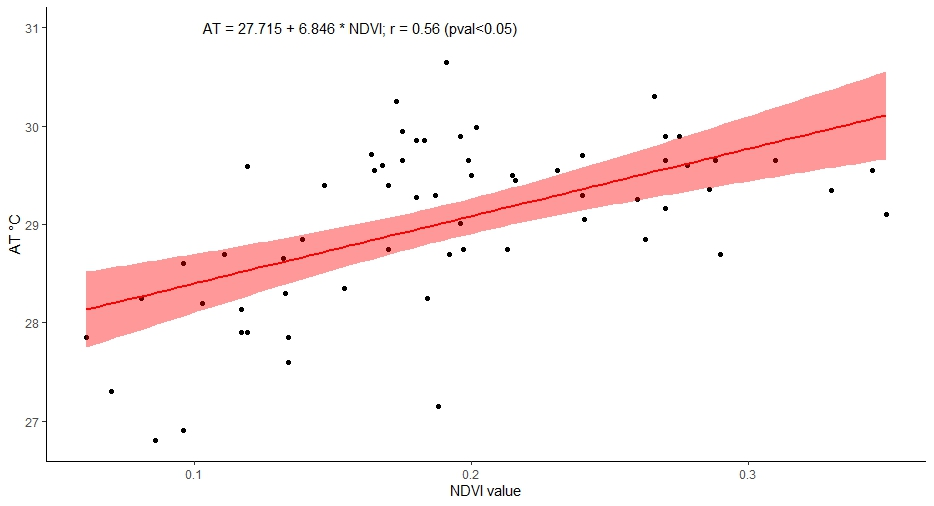 AT = 27.715 + 6.846 * NDVI; r = 0.56 (pval<0.05)
31
30
29
28
27
AT °C
0.1 0.2 0.3
NDVI value